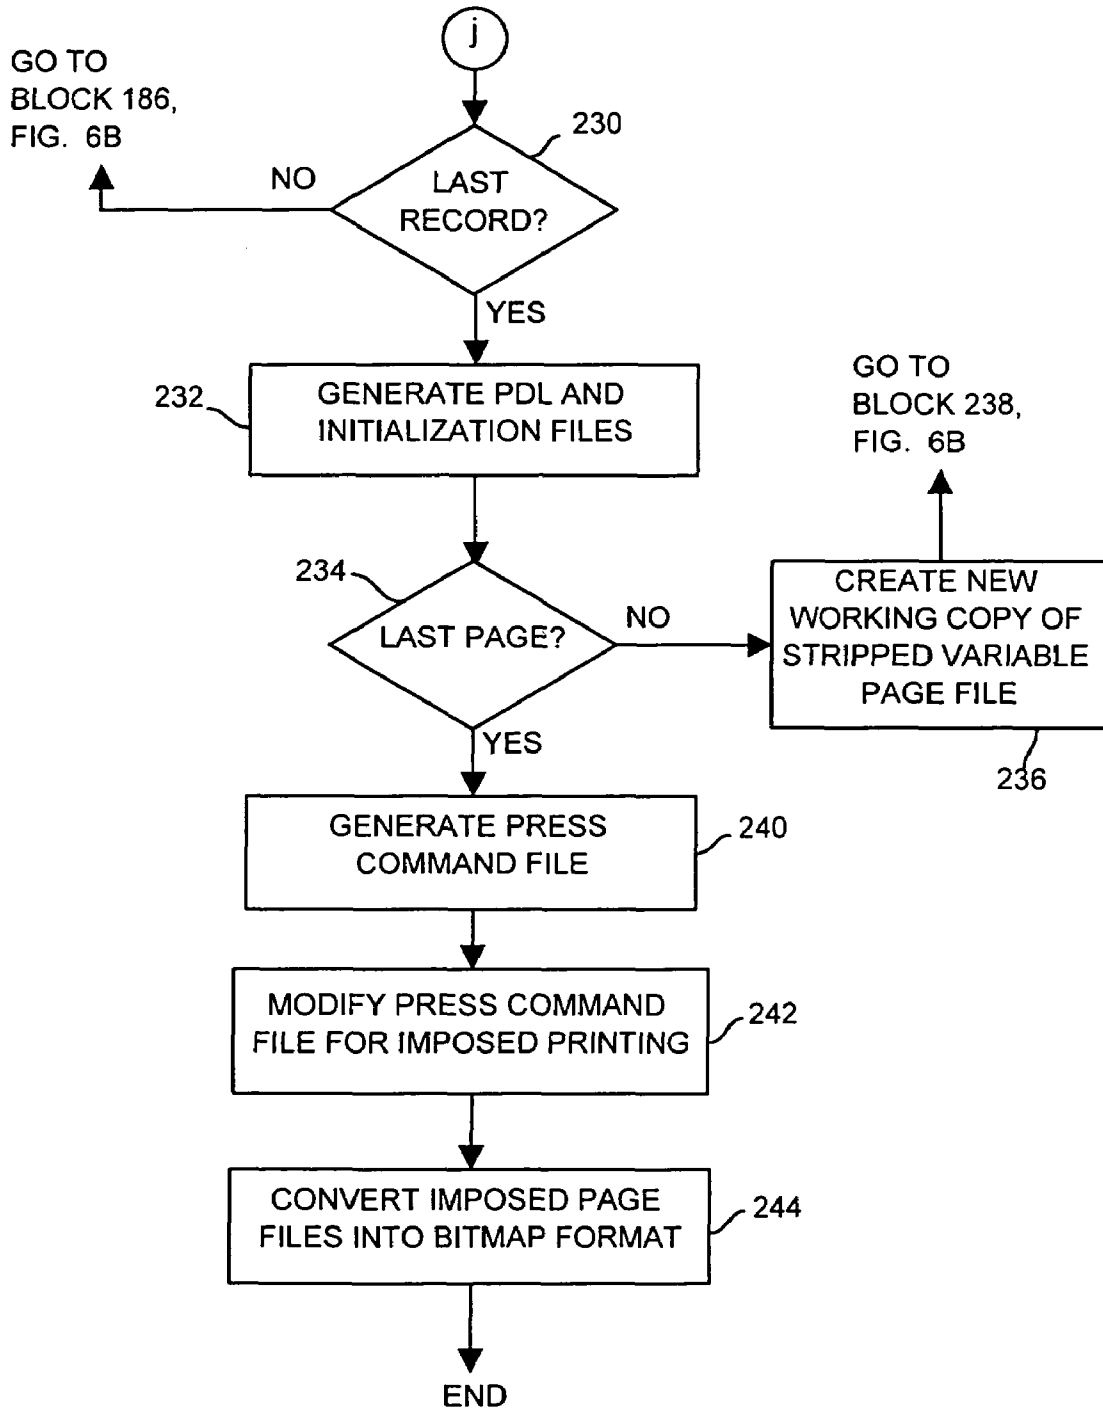 j
GO TO
BLOCK 186,
FIG. 6B
230
NO
LAST
RECORD?
YES
232
GENERATE PDL AND
INITIALIZATION FILES
GO TO
BLOCK 238,
FIG. 6B
234
LAST PAGE?
NO
CREATE NEW
WORKING COPY OF
STRIPPED VARIABLE
PAGE FILE
236
YES
GENERATE PRESS
COMMAND FILE
240
MODIFY PRESS COMMAND
FILE FOR IMPOSED PRINTING
242
CONVERT IMPOSED PAGE
FILES INTO BITMAP FORMAT
244
END